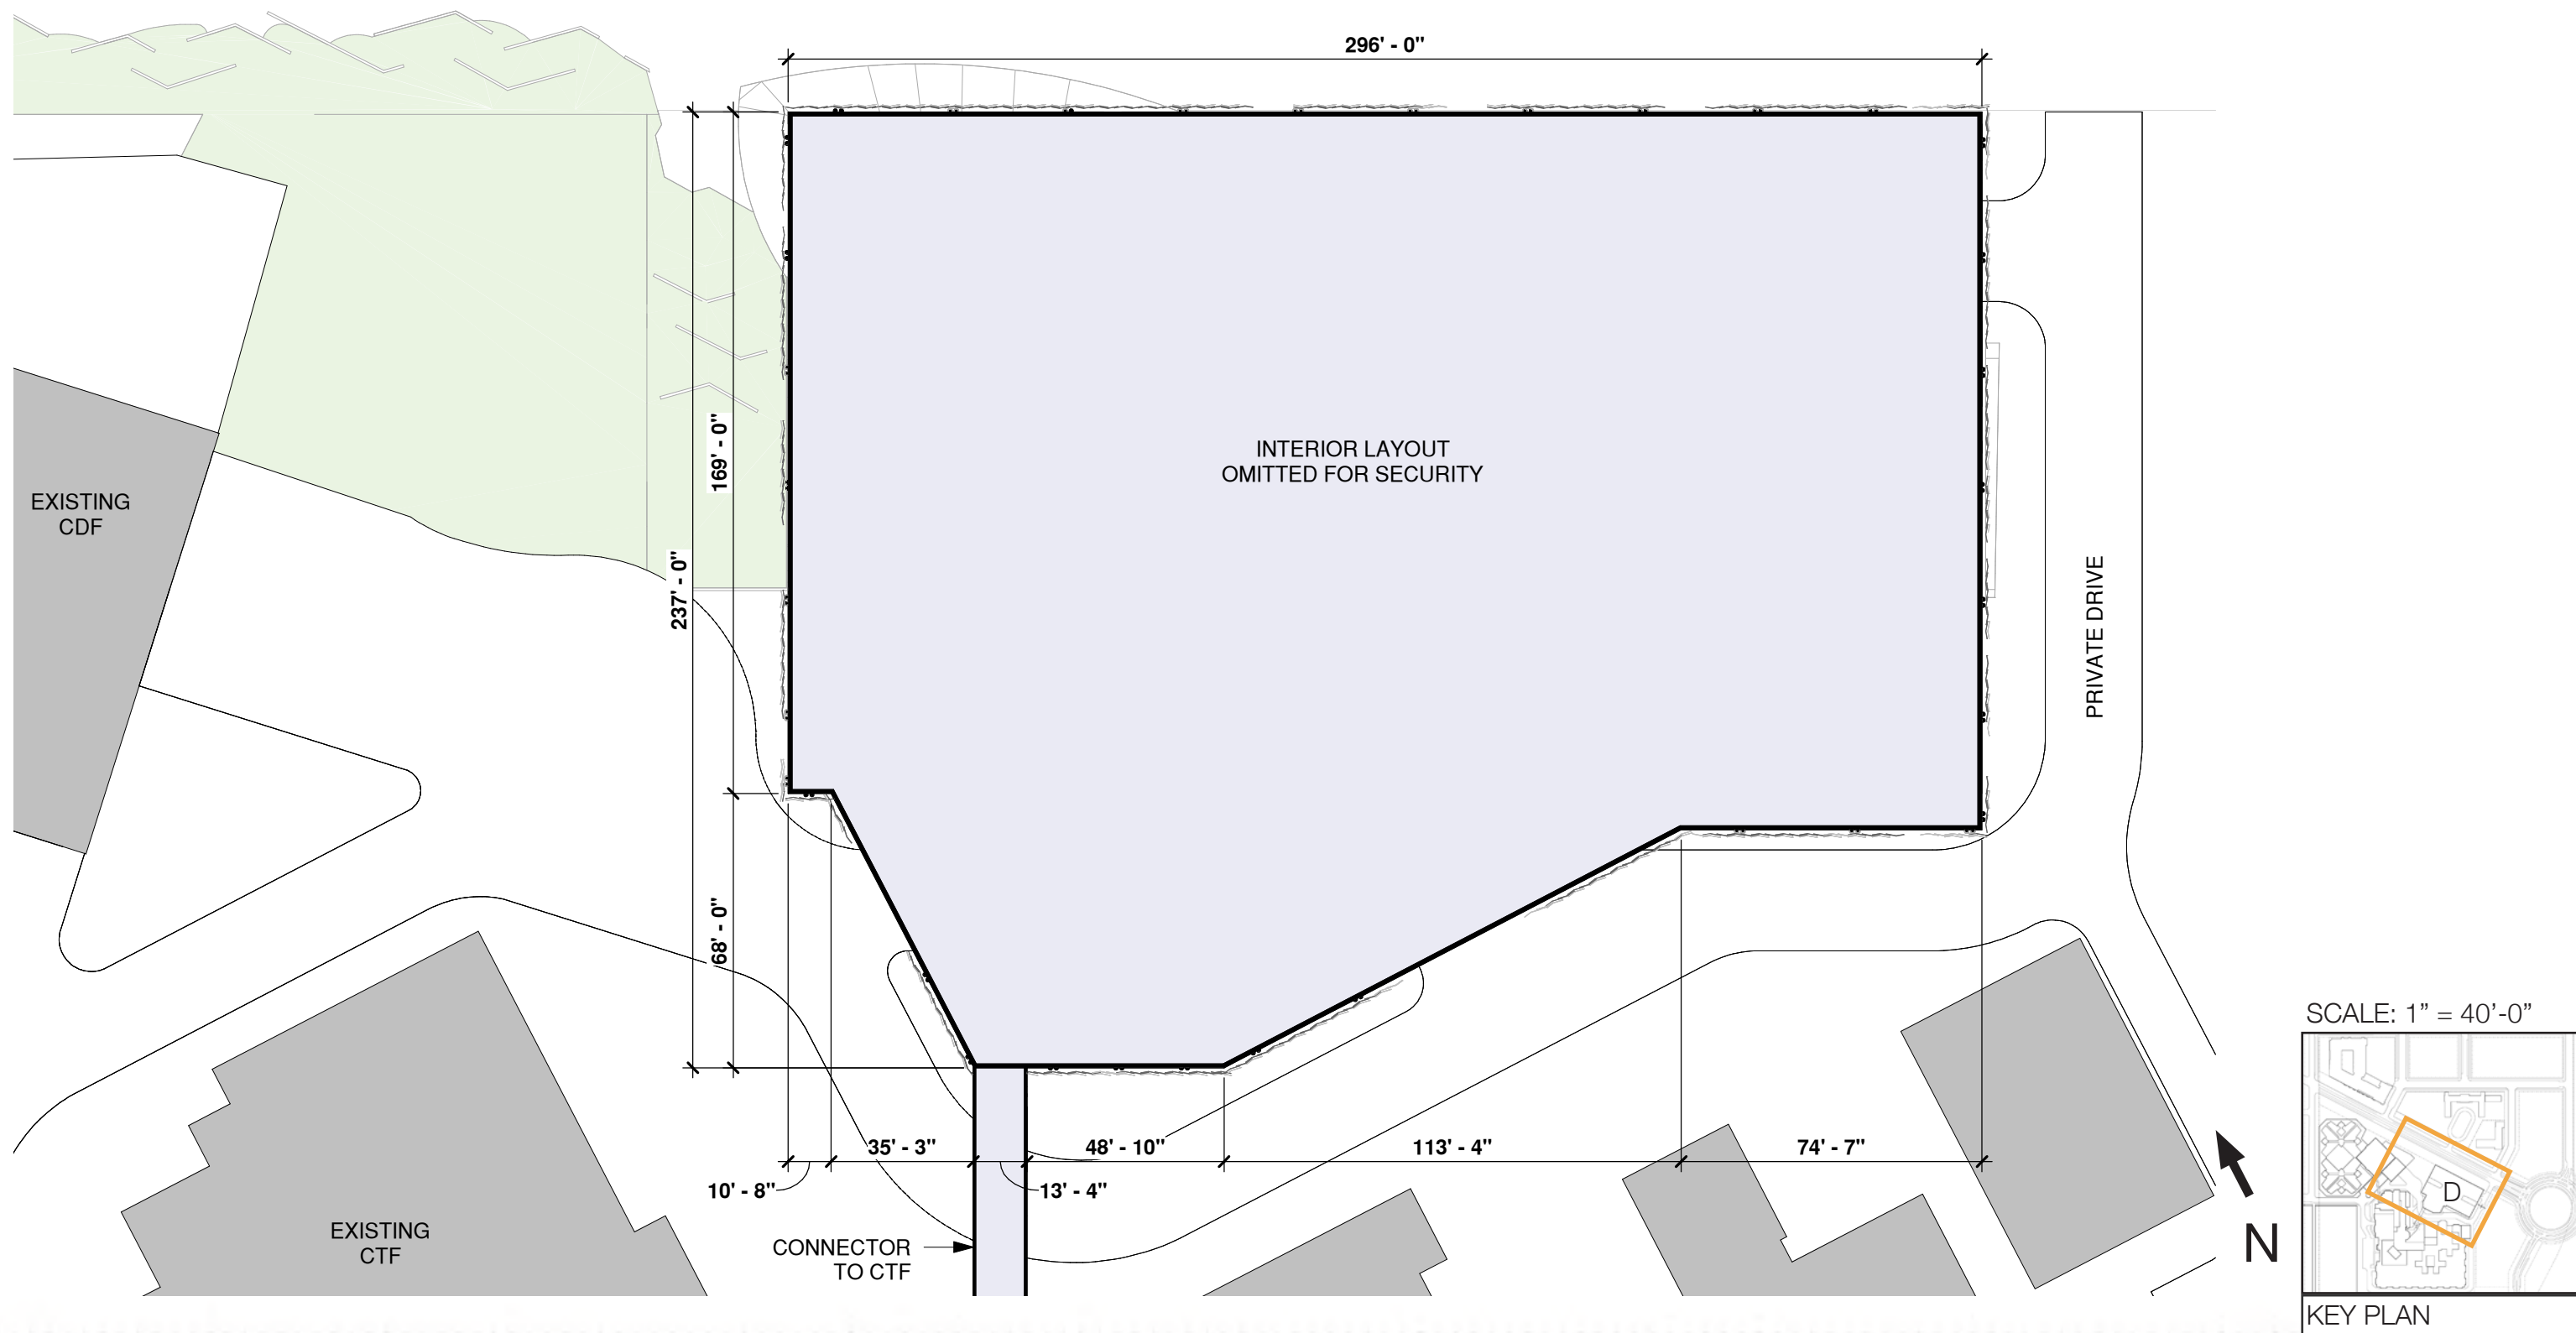 296' - 0"
169' - 0"
237' - 0"
68' - 0"
INTERIOR LAYOUT
OMITTED FOR SECURITY
EXISTING
CDF
PRIVATE DRIVE
35' - 3"
48' - 10"
113' - 4"
74' - 7"
10' - 8"
13' - 4"
EXISTING
CTF
CONNECTOR
TO CTF
N
SCALE: 1” = 40’-0”
D
KEY PLAN